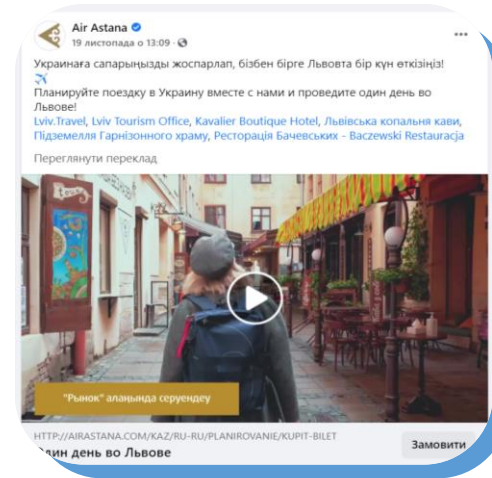 Air Astana
19 листопада о 13:09 ·
Украинаға сапарыңызды жоспарлап, бізбен бірге Львовта бір күн өткізіңіз!
Планируйте поездку в Украину вместе с нами и проведите один день во
Львове!
Lviv.Travel, Lviv Tourism Office, Kavalier Boutique Hotel, Львівська копальня кави,
Підземелля Гарнізонного храму, Ресторація Бачевських - Baczewski Restauracja
Переглянути переклад
"Рынок" алаңында серуендеу
HTTP://AIRASTANA.COM/KAZ/RU-RU/PLANIROVANIE/KUPIT-BILET
Один день во Львове
Замовити